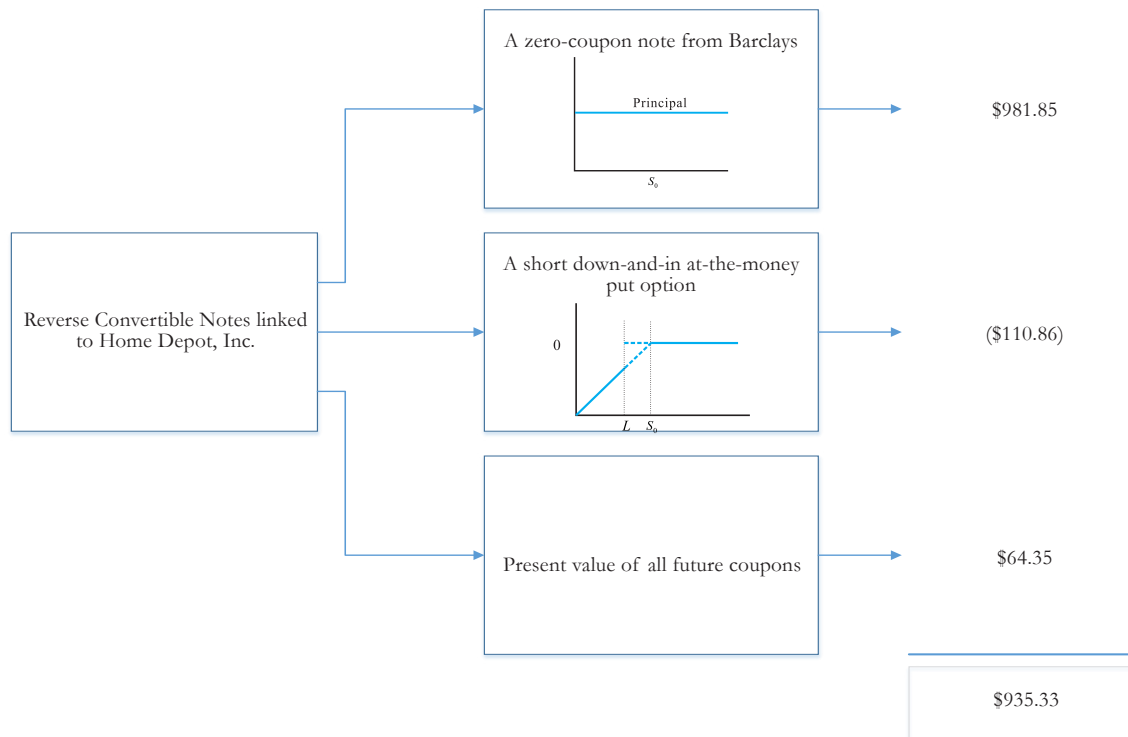 A zero-coupon note from Barclays
Principal
S₀
$981.85
Reverse Convertible Notes linked
to Home Depot, Inc.
A short down-and-in at-the-money
put option
0
L S₀
($110.86)
Present value of all future coupons
$64.35
$935.33